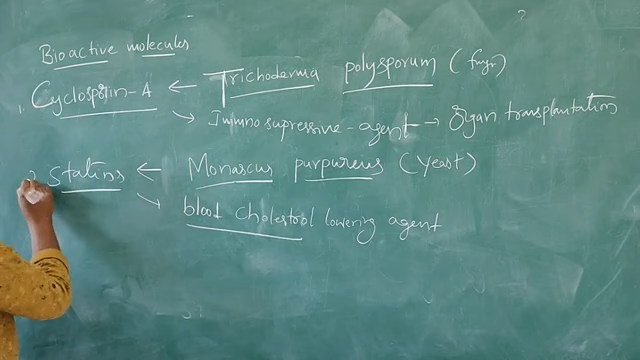 Bioactive molecules
1. Cyclosporin-A ← Trichoderma polysporum (fungi)
→ Immuno supressive-agent → Organ transplantation
2 Statins ← Monascus purpureus (Yeast)
→ blood cholestrol lowering agent